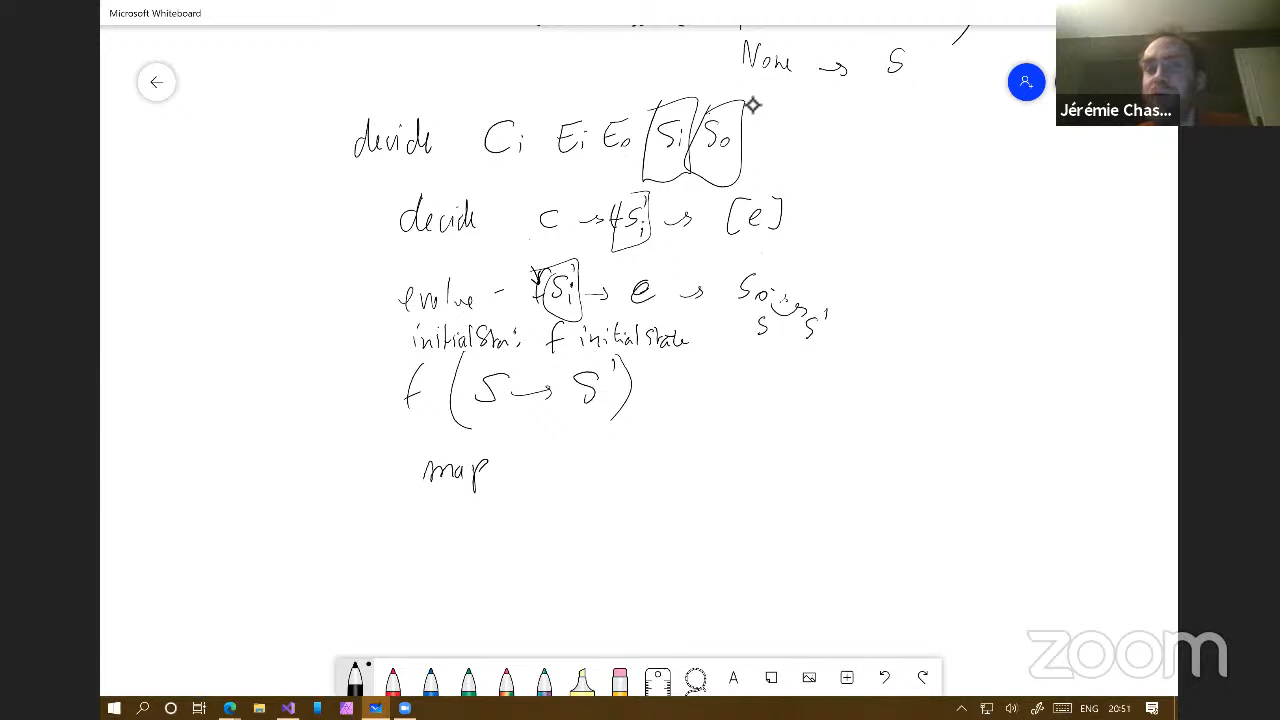 Microsoft Whiteboard
None → S
decide Ci Ei Eo Si So
Jérémie Chas...
decide c → Si' → [e]
evolve - Si' → e → So
S S'
f initialState
f (S → S')
map
zoom
A
ENG 20:51